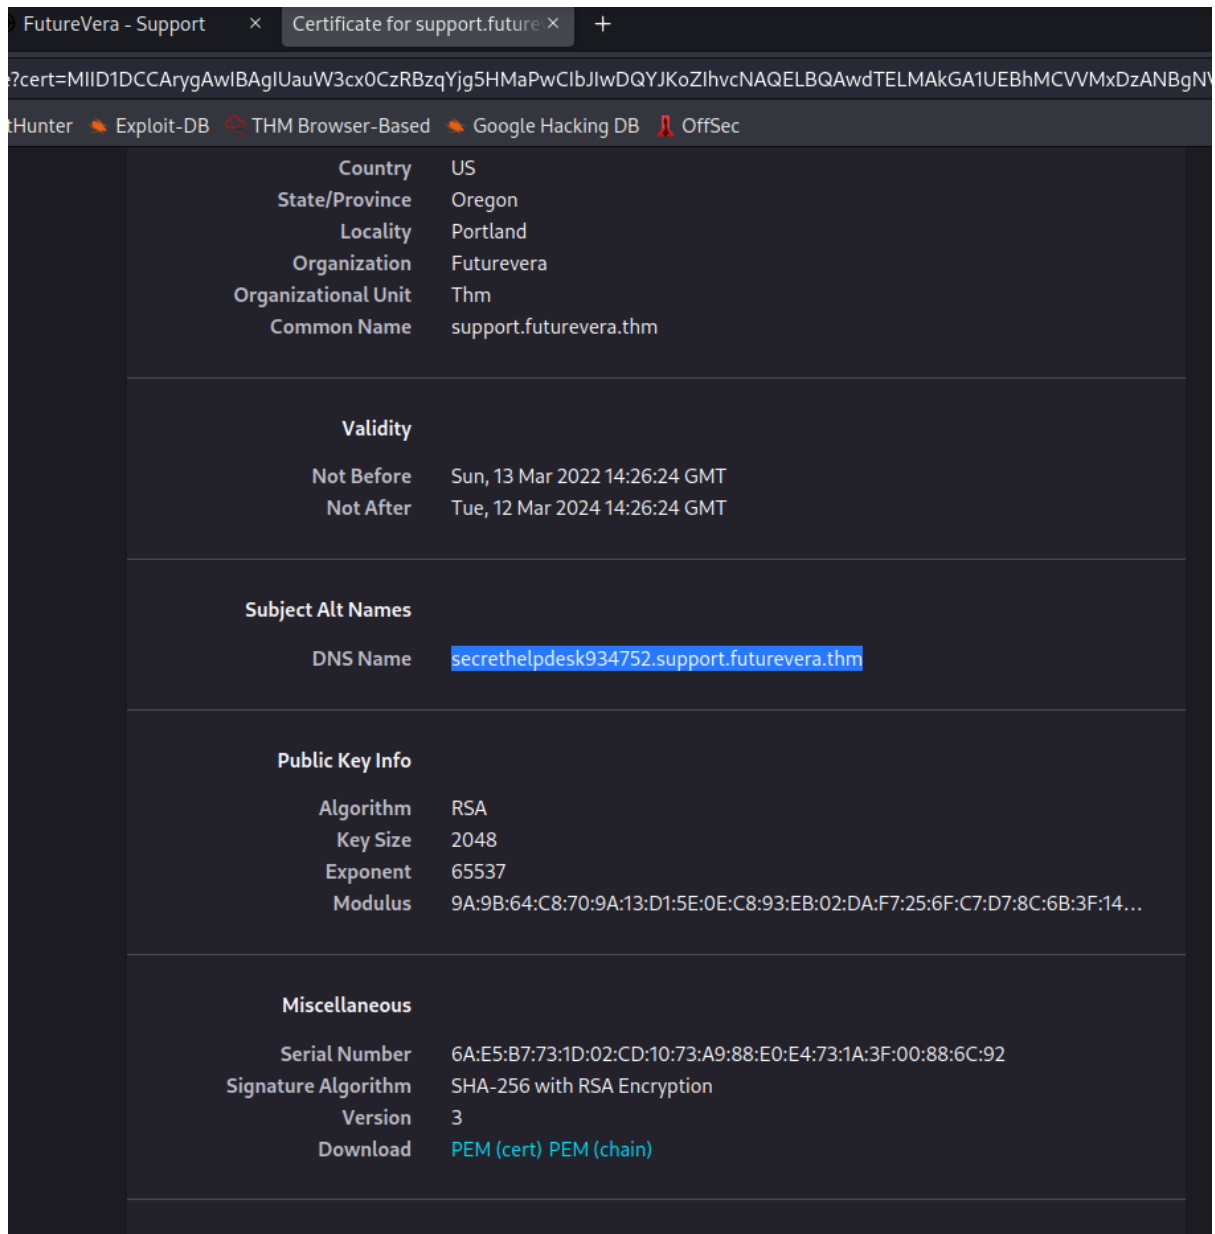 FutureVera - Support × Certificate for support.future × +
e?cert=MIID1DCCArygAwIBAgIUauW3cx0CzRBzqYjg5HMaPwCIbJIwDQYJKoZIhvcNAQELBQAwdTELMAkGA1UEBhMCVVMxDzANBgNV
tHunter Exploit-DB THM Browser-Based Google Hacking DB OffSec
Country US
State/Province Oregon
Locality Portland
Organization Futurevera
Organizational Unit Thm
Common Name support.futurevera.thm
Validity
Not Before Sun, 13 Mar 2022 14:26:24 GMT
Not After Tue, 12 Mar 2024 14:26:24 GMT
Subject Alt Names
DNS Name secrethelpdesk934752.support.futurevera.thm
Public Key Info
Algorithm RSA
Key Size 2048
Exponent 65537
Modulus 9A:9B:64:C8:70:9A:13:D1:5E:0E:C8:93:EB:02:DA:F7:25:6F:C7:D7:8C:6B:3F:14…
Miscellaneous
Serial Number 6A:E5:B7:73:1D:02:CD:10:73:A9:88:E0:E4:73:1A:3F:00:88:6C:92
Signature Algorithm SHA-256 with RSA Encryption
Version 3
Download PEM (cert) PEM (chain)